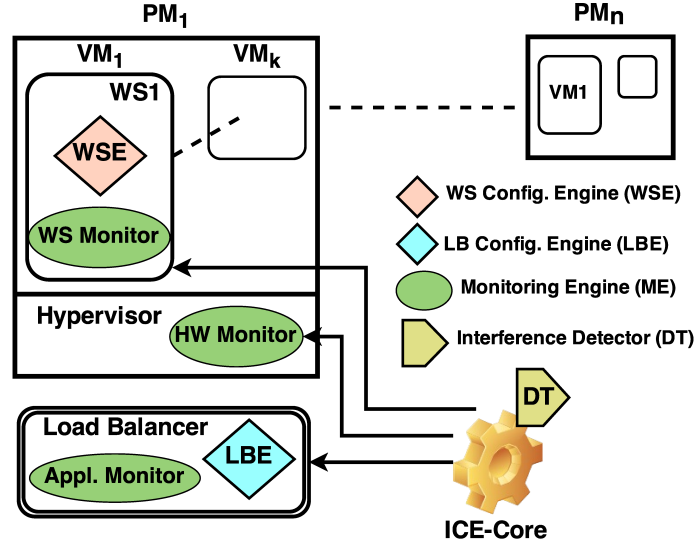 PM1
PMn
VM1
VMk
WS1
VM1
WSE
WS Config. Engine (WSE)
WS Monitor
LB Config. Engine (LBE)
Monitoring Engine (ME)
Hypervisor
HW Monitor
Interference Detector (DT)
DT
Load Balancer
LBE
Appl. Monitor
ICE-Core